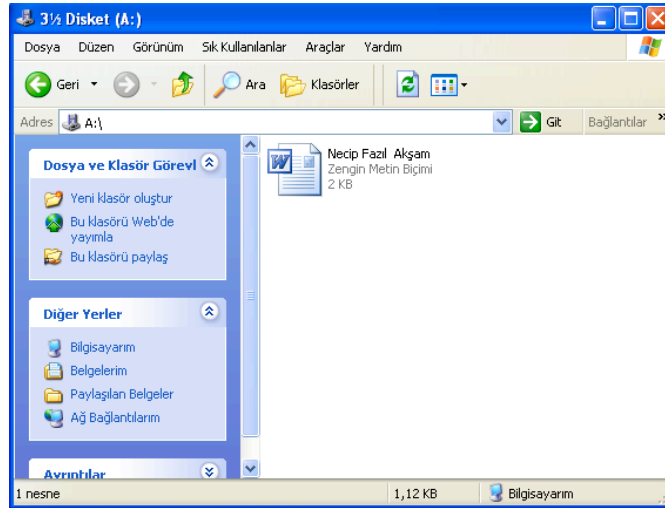 3½ Disket (A:)
Dosya Düzen Görünüm Sık Kullanılanlar Araçlar Yardım
Geri Ara Klasörler
Adres A:\ Git Bağlantılar »
Dosya ve Klasör Görevl
Yeni klasör oluştur
Bu klasörü Web'de
yayımla
Bu klasörü paylaş
Diğer Yerler
Bilgisayarım
Belgelerim
Paylaşılan Belgeler
Ağ Bağlantılarım
Ayrıntılar
Necip Fazıl Akşam
Zengin Metin Biçimi
2 KB
1 nesne 1,12 KB Bilgisayarım